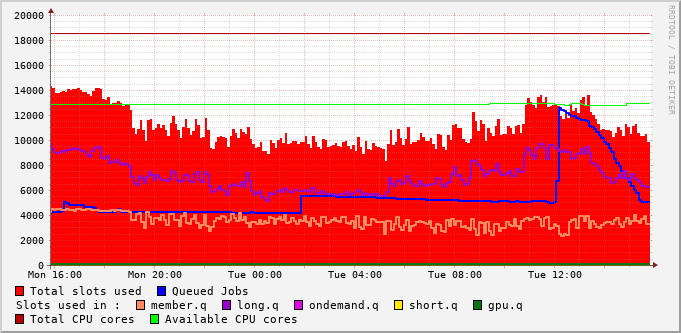 20000
18000
16000
14000
12000
10000
8000
6000
4000
2000
0
Mon 16:00 Mon 20:00 Tue 00:00 Tue 04:00 Tue 08:00 Tue 12:00
Total slots used Queued Jobs
Slots used in : member.q long.q ondemand.q short.q gpu.q
Total CPU cores Available CPU cores
RRDTOOL / TOBI OETIKER